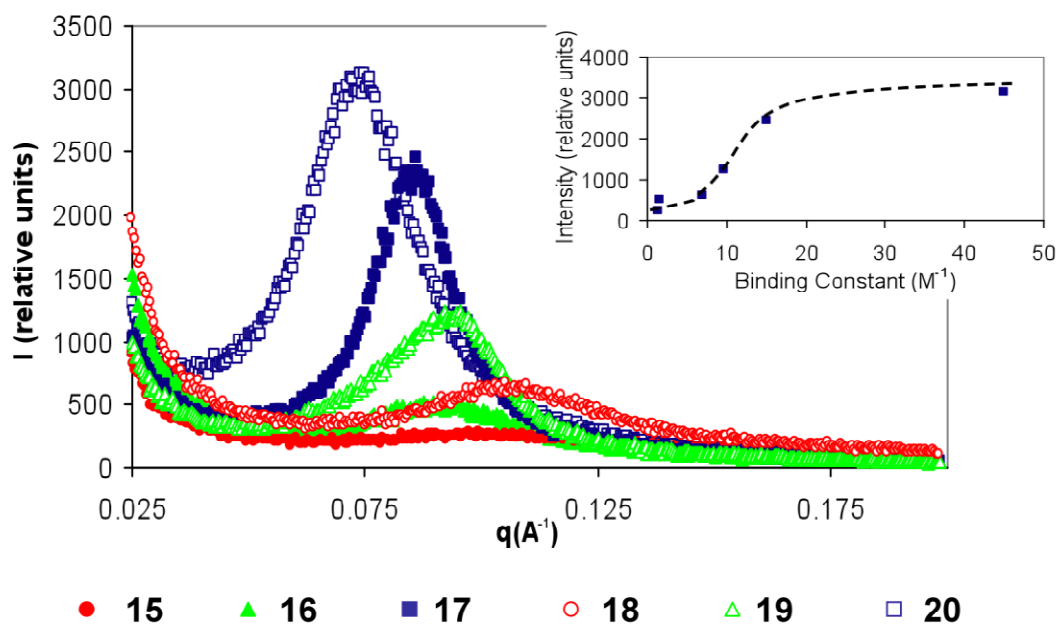 3500
3000
2500
2000
1500
1000
500
0
I (relative units)
0.025 0.075 0.125 0.175
q(A⁻¹)
4000
3000
2000
1000
0
Intensity (relative units)
0 10 20 30 40 50
Binding Constant (M⁻¹)
15 16 17 18 19 20